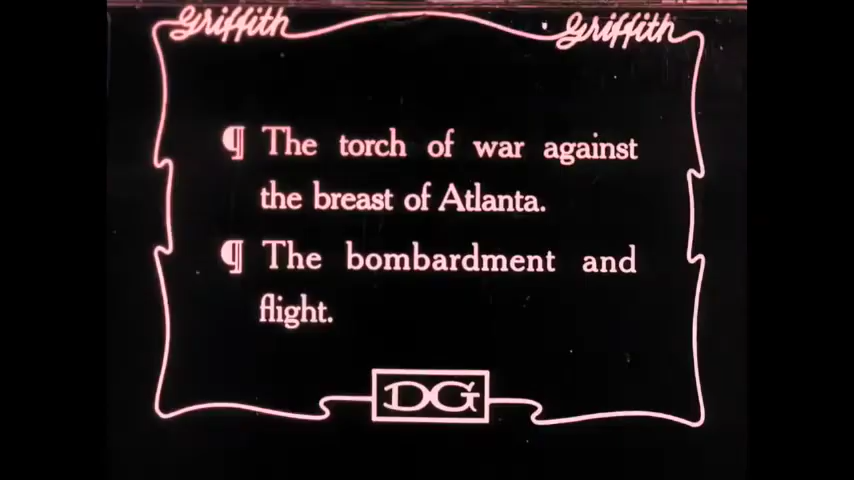 Griffith Griffith
¶ The torch of war against
the breast of Atlanta.
¶ The bombardment and
flight.
DG